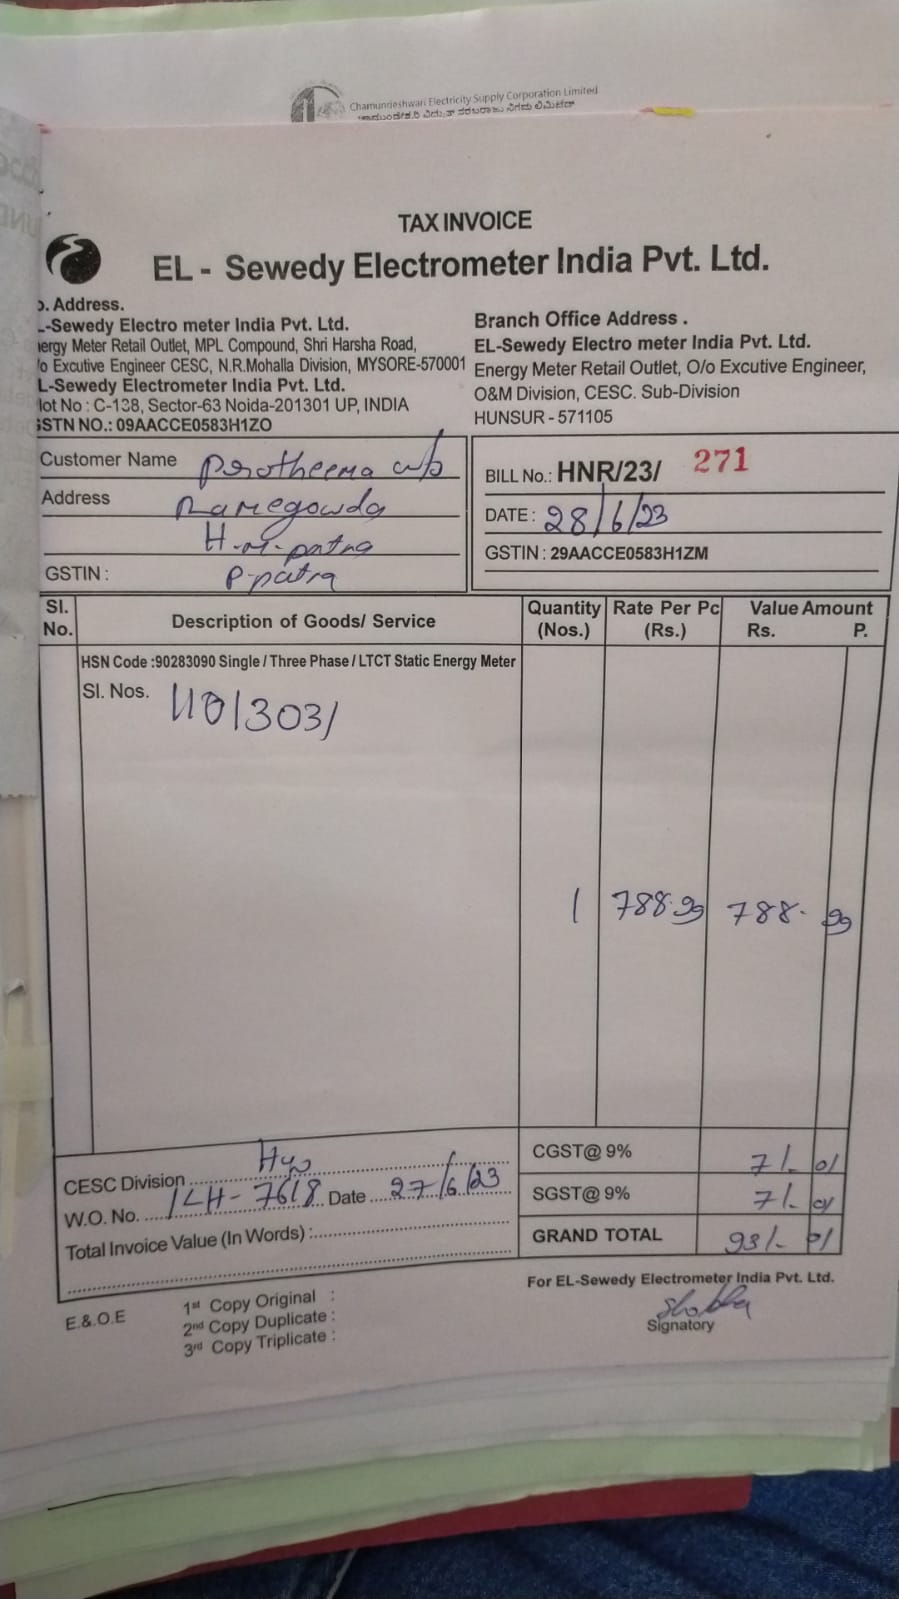 Chamundeshwari Electricity Supply Corporation Limited
TAX INVOICE
EL - Sewedy Electrometer India Pvt. Ltd.
o. Address.
L-Sewedy Electro meter India Pvt. Ltd.
ergy Meter Retail Outlet, MPL Compound, Shri Harsha Road,
/o Excutive Engineer CESC, N.R.Mohalla Division, MYSORE-570001
L-Sewedy Electrometer India Pvt. Ltd.
lot No : C-138, Sector-63 Noida-201301 UP, INDIA
GSTN NO.: 09AACCE0583H1ZO
Branch Office Address .
EL-Sewedy Electro meter India Pvt. Ltd.
Energy Meter Retail Outlet, O/o Excutive Engineer,
O&M Division, CESC. Sub-Division
HUNSUR - 571105
Customer Name w/o
Address Ramegowda
H.M.patna
GSTIN : P-patna
BILL No.: HNR/23/ 271
DATE : 28/6/23
GSTIN : 29AACCE0583H1ZM
Sl. No. Description of Goods/ Service Quantity (Nos.) Rate Per Pc (Rs.) Value Amount Rs. P.
HSN Code :90283090 Single / Three Phase / LTCT Static Energy Meter
Sl. Nos.
1 788.99 788. 99
CESC Division
W.O. No. Date 27/6/23
Total Invoice Value (In Words) :
CGST@ 9% 71. 01
SGST@ 9% 71. 01
GRAND TOTAL 931. 01
For EL-Sewedy Electrometer India Pvt. Ltd.
Signatory
E.&.O.E
1st Copy Original :
2nd Copy Duplicate :
3rd Copy Triplicate :